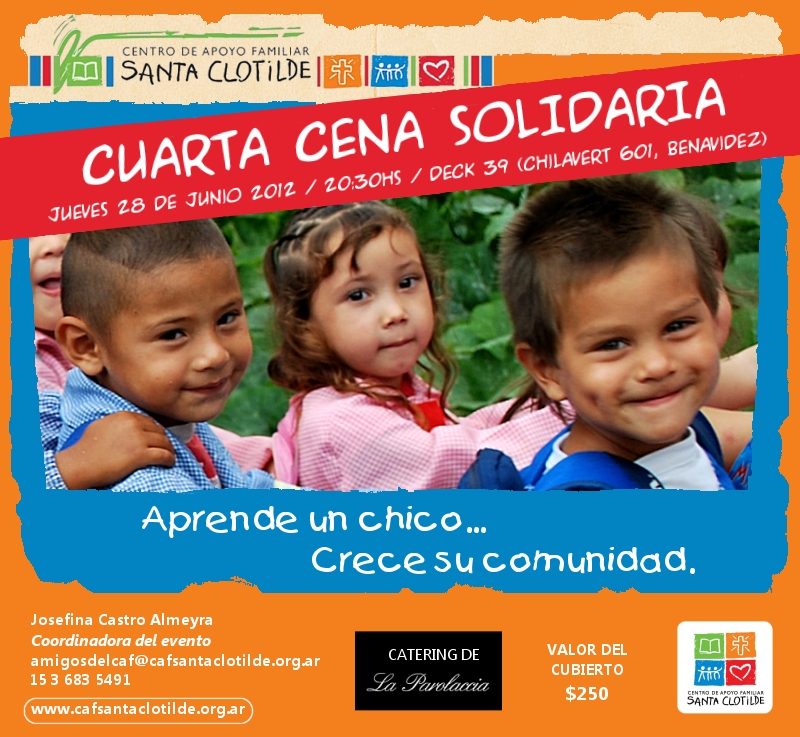 CENTRO DE APOYO FAMILIAR
SANTA CLOTILDE
CUARTA CENA SOLIDARIA
JUEVES 28 DE JUNIO 2012 / 20:30HS / DECK 39 (CHILAVERT 601, BENAVIDEZ)
Aprende un chico...
Crece su comunidad.
Josefina Castro Almeyra
Coordinadora del evento
amigosdelcaf@cafsantaclotilde.org.ar
15 3 683 5491
www.cafsantaclotilde.org.ar
CATERING DE
La Parolaccia
VALOR DEL
CUBIERTO
$250
CENTRO DE APOYO FAMILIAR
SANTA CLOTILDE